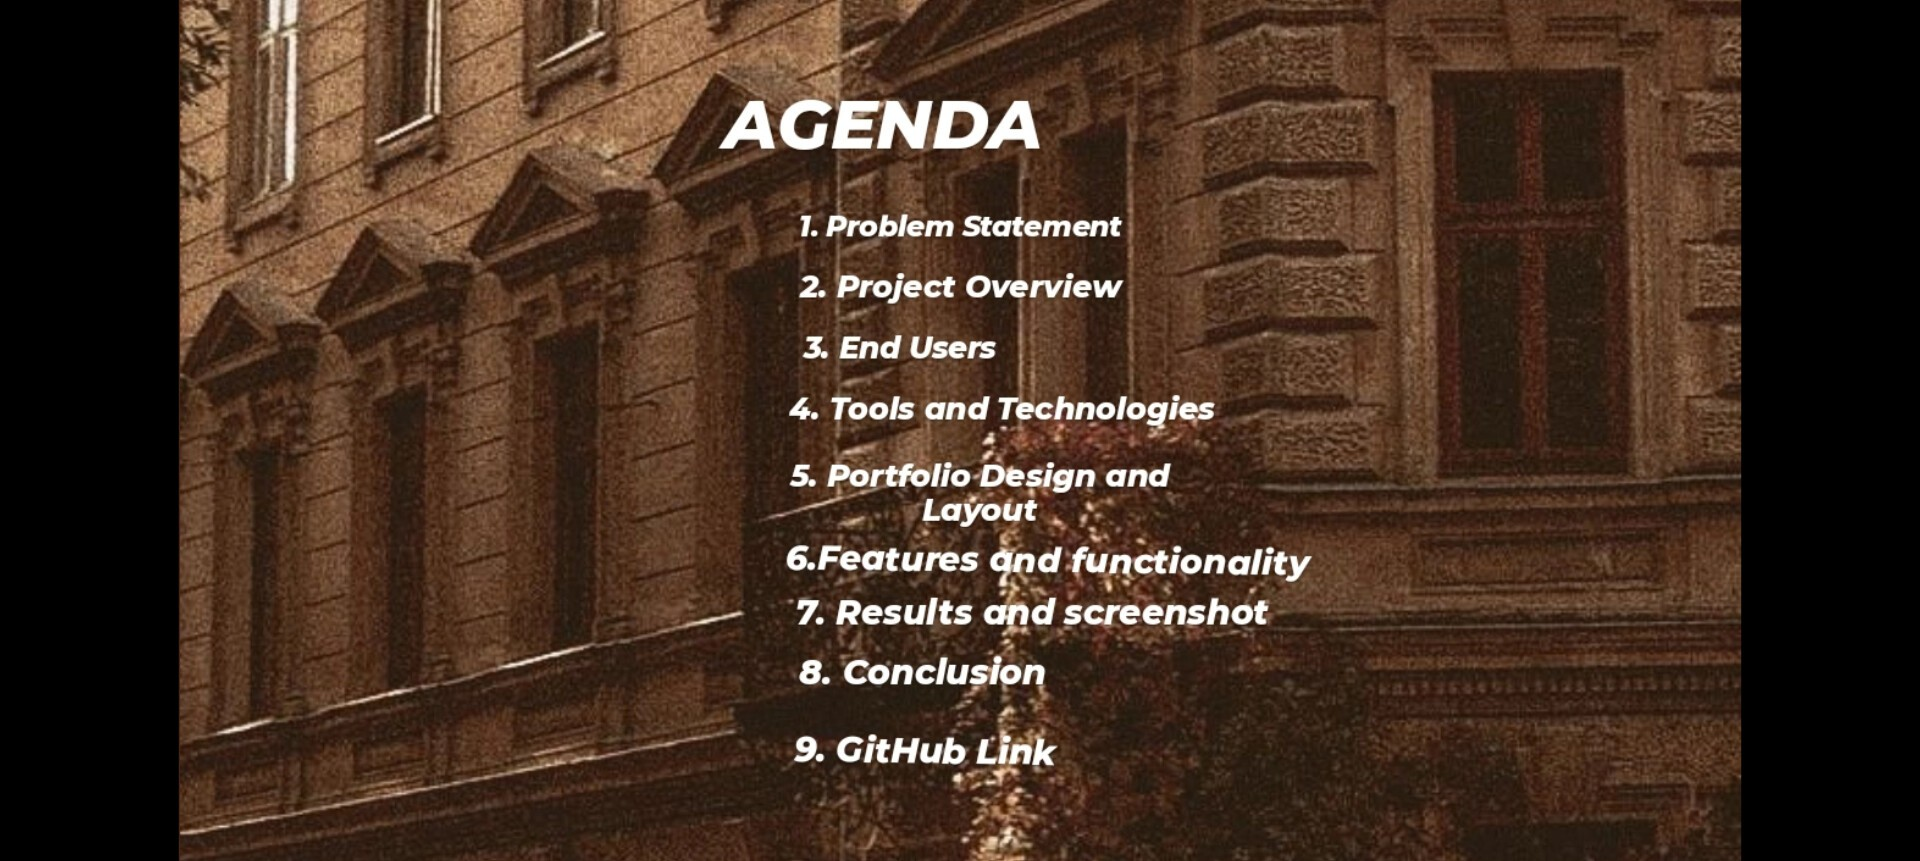 AGENDA
1. Problem Statement
2. Project Overview
3. End Users
4. Tools and Technologies
5. Portfolio Design and
Layout
6.Features and functionality
7. Results and screenshot
8. Conclusion
9. GitHub Link